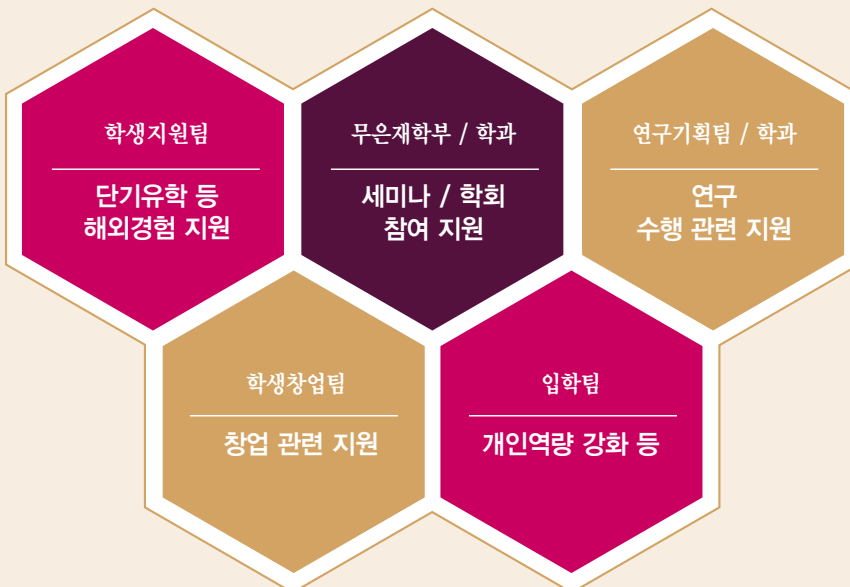 학생지원팀
단기유학 등
해외경험 지원
무은재학부 / 학과
세미나 / 학회
참여 지원
연구기획팀 / 학과
연구
수행 관련 지원
학생창업팀
창업 관련 지원
입학팀
개인역량 강화 등